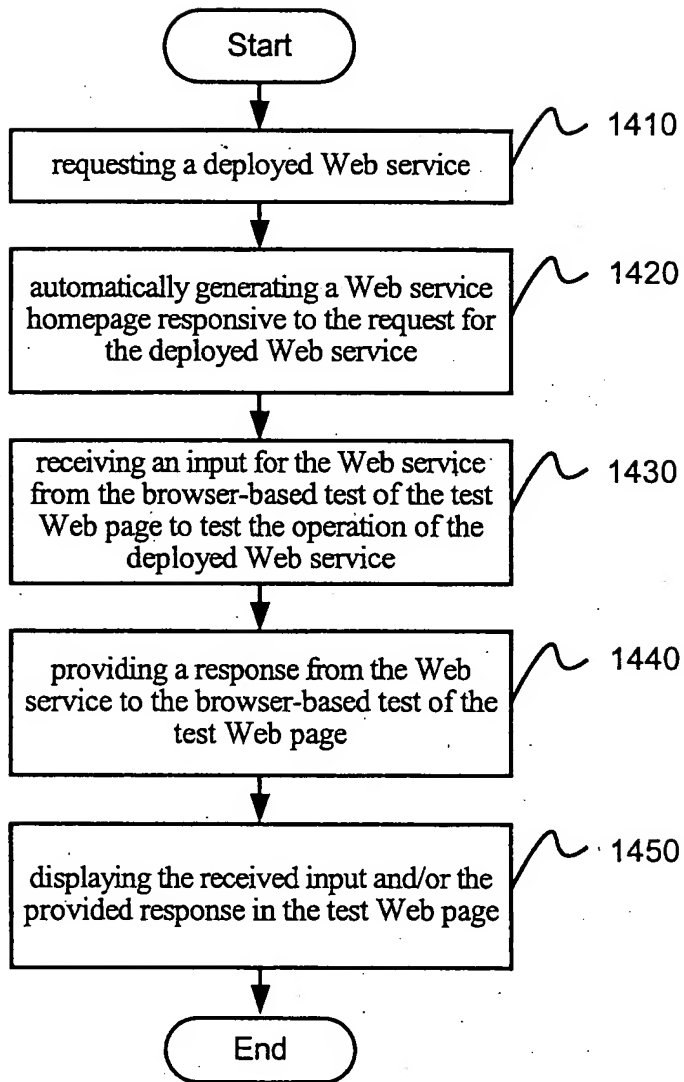 Start
requesting a deployed Web service
1410
automatically generating a Web service
homepage responsive to the request for
the deployed Web service
1420
receiving an input for the Web service
from the browser-based test of the test
Web page to test the operation of the
deployed Web service
1430
providing a response from the Web
service to the browser-based test of the
test Web page
1440
displaying the received input and/or the
provided response in the test Web page
1450
End